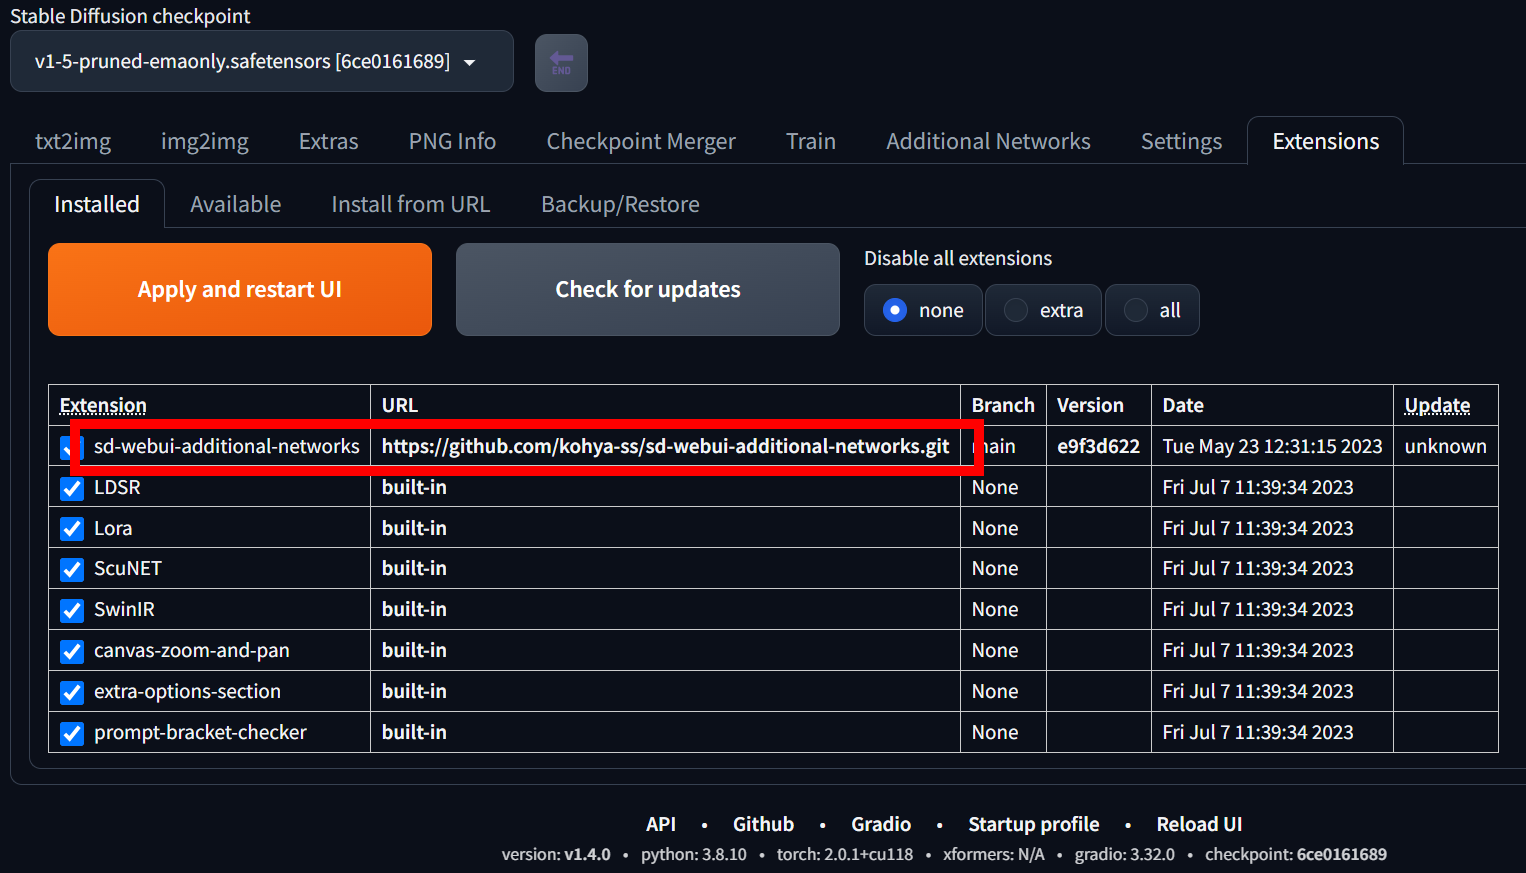 Stable Diffusion checkpoint
v1-5-pruned-emaonly.safetensors [6ce0161689]
END
txt2img img2img Extras PNG Info Checkpoint Merger Train Additional Networks Settings Extensions
Installed Available Install from URL Backup/Restore
Disable all extensions
Apply and restart UI Check for updates none extra all
Extension URL Branch Version Date Update
sd-webui-additional-networks https://github.com/kohya-ss/sd-webui-additional-networks.git main e9f3d622 Tue May 23 12:31:15 2023 unknown
LDSR built-in None Fri Jul 7 11:39:34 2023
Lora built-in None Fri Jul 7 11:39:34 2023
ScuNET built-in None Fri Jul 7 11:39:34 2023
SwinIR built-in None Fri Jul 7 11:39:34 2023
canvas-zoom-and-pan built-in None Fri Jul 7 11:39:34 2023
extra-options-section built-in None Fri Jul 7 11:39:34 2023
prompt-bracket-checker built-in None Fri Jul 7 11:39:34 2023
API • Github • Gradio • Startup profile • Reload UI
version: v1.4.0 • python: 3.8.10 • torch: 2.0.1+cu118 • xformers: N/A • gradio: 3.32.0 • checkpoint: 6ce0161689